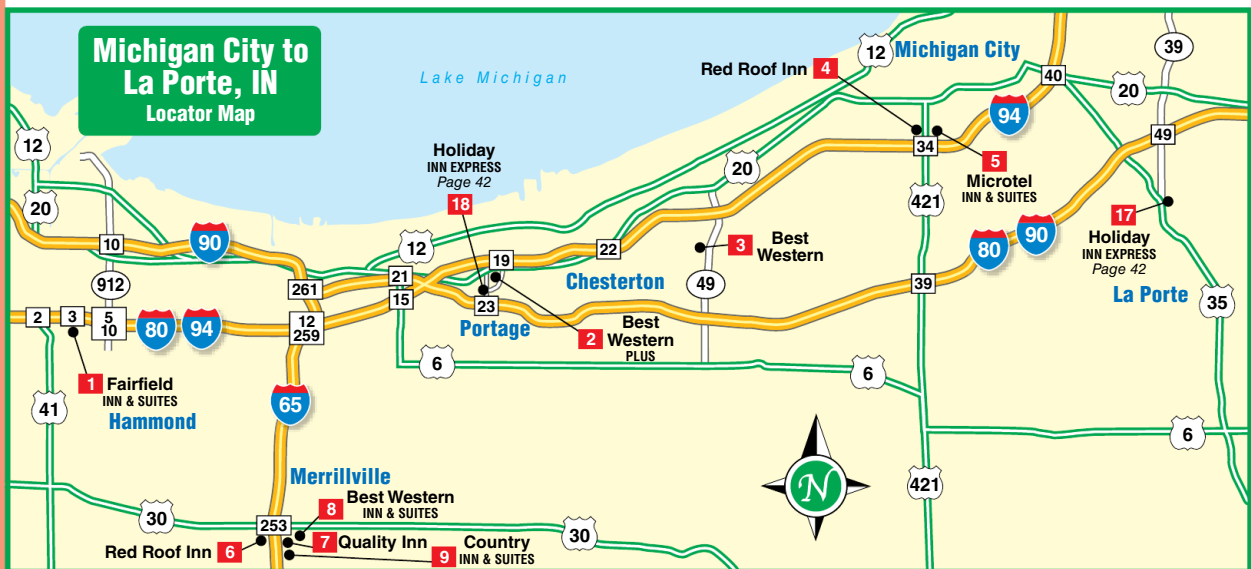 Michigan City to
La Porte, IN
Locator Map
Lake Michigan
12
Michigan City
39
Red Roof Inn 4
40
20
94
12
20
Holiday
INN EXPRESS
Page 42
18
20
34
5
Microtel
INN & SUITES
49
421
17
Holiday
INN EXPRESS
Page 42
La Porte
10
90
12
19
22
3 Best
Western
80
90
912
261
21
15
23
Chesterton
49
39
35
2
3
5
10
80
94
12
259
Portage
2 Best
Western
PLUS
6
6
1 Fairfield
INN & SUITES
Hammond
41
65
6
Merrillville
8 Best Western
INN & SUITES
N
421
30
253
30
Red Roof Inn 6
7 Quality Inn
9 Country
INN & SUITES